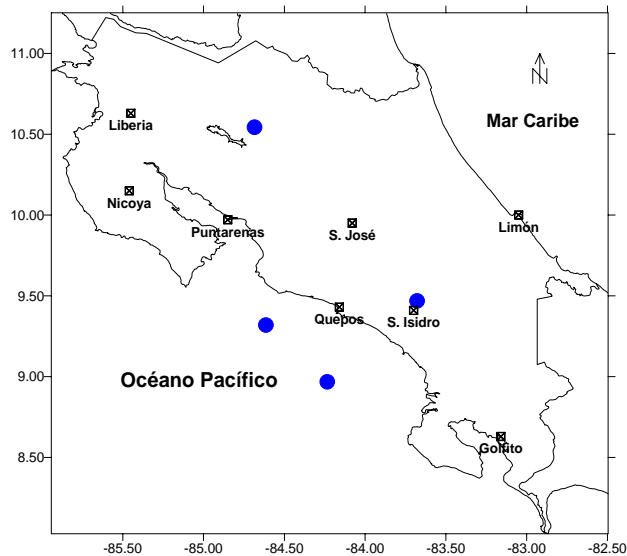 11.00
N
Mar Caribe
Liberia
10.50
Nicoya
10.00
Puntarenas
S. José
Limón
9.50
Quepos
S. Isidro
9.00
Océano Pacífico
8.50
Golfito
-85.50 -85.00 -84.50 -84.00 -83.50 -83.00 -82.50